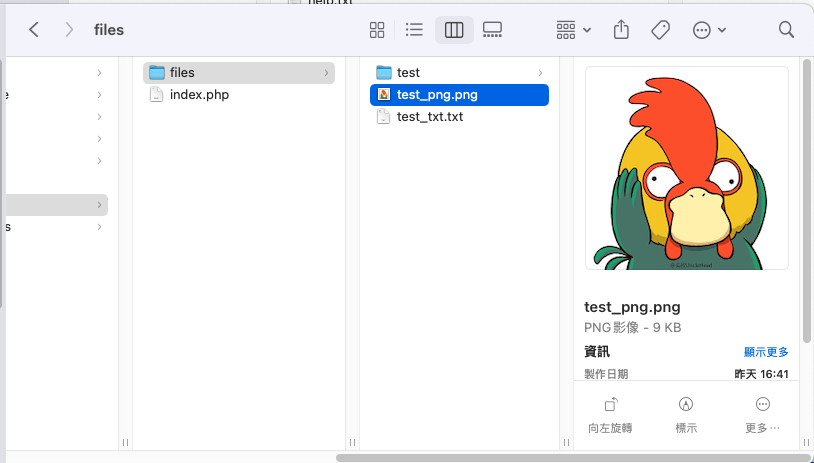 help.txt
files
files
index.php
test
test_png.png
test_txt.txt
test_png.png
PNG影像 - 9 KB
資訊
顯示更多
製作日期
昨天 16:41
向左旋轉
標示
更多⋯